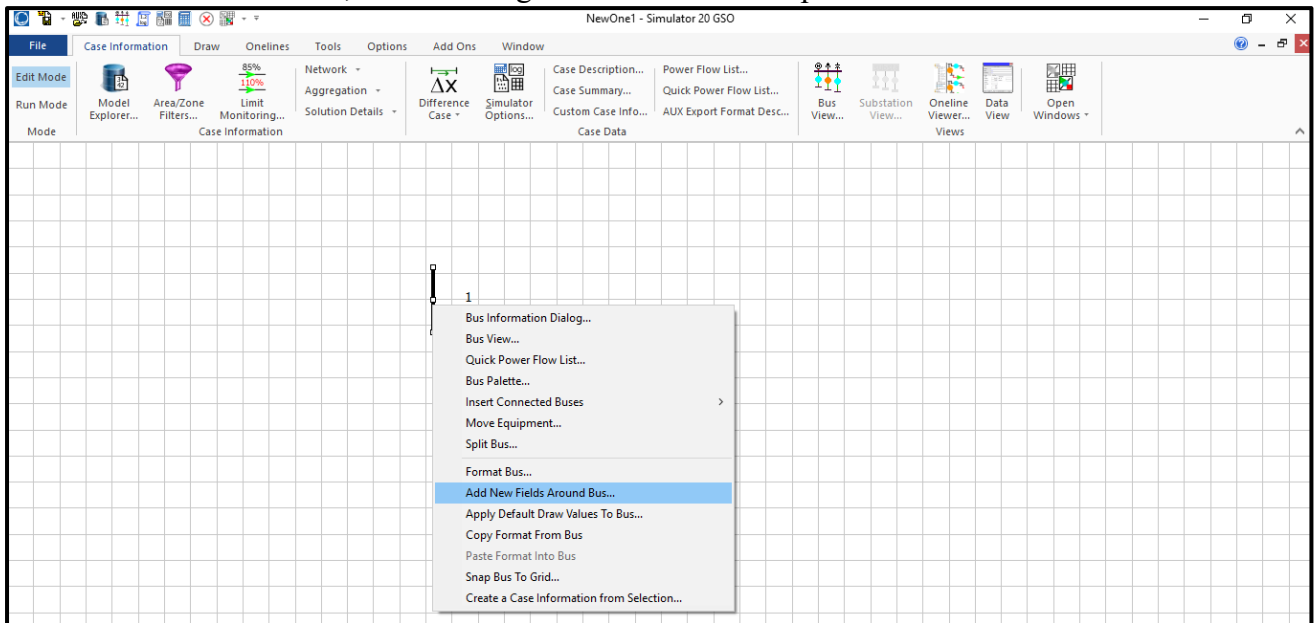 NewOne1 - Simulator 20 GSO
File Case Information Draw Onelines Tools Options Add Ons Window
Edit Mode
Run Mode
Mode
Model Explorer...
Area/Zone Filters...
85%
110%
Limit Monitoring...
Case Information
Network
Aggregation
Solution Details
ΔX
Difference Case
log
Simulator Options...
Case Description...
Case Summary...
Custom Case Info...
Power Flow List...
Quick Power Flow List...
AUX Export Format Desc...
Case Data
Bus View...
Substation View...
Oneline Viewer...
Data View
Open Windows
Views
1
Bus Information Dialog...
Bus View...
Quick Power Flow List...
Bus Palette...
Insert Connected Buses
Move Equipment...
Split Bus...
Format Bus...
Add New Fields Around Bus...
Apply Default Draw Values To Bus...
Copy Format From Bus
Paste Format Into Bus
Snap Bus To Grid...
Create a Case Information from Selection...